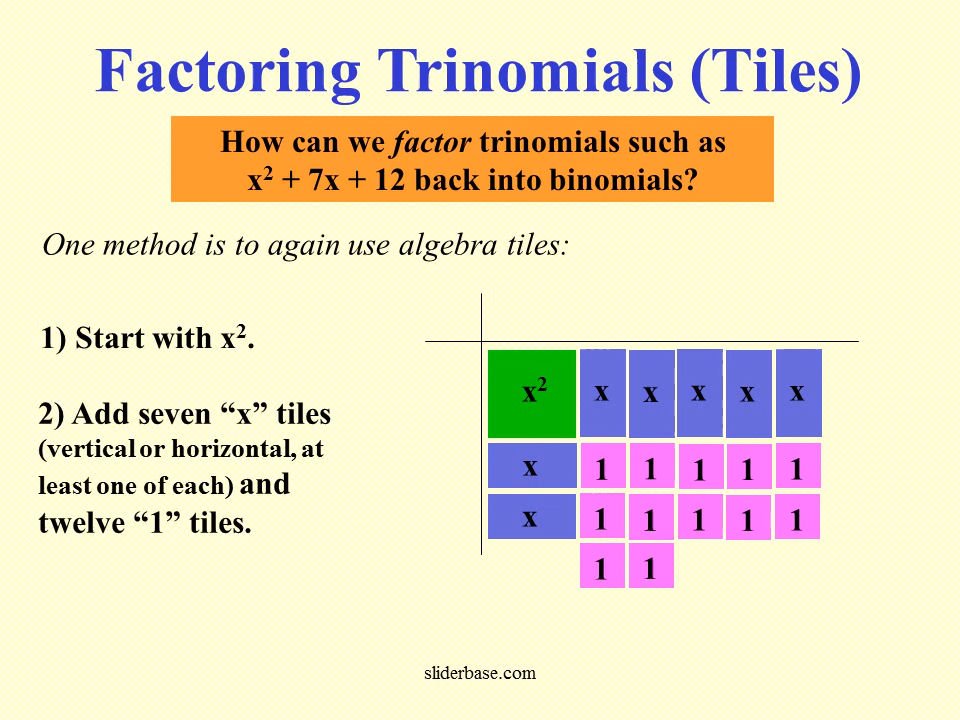 Factoring Trinomials (Tiles)
How can we factor trinomials such as
x² + 7x + 12 back into binomials?
One method is to again use algebra tiles:
1) Start with x².
2) Add seven “x” tiles
(vertical or horizontal, at
least one of each) and
twelve “1” tiles.
x² x x x x x
x 1 1 1 1 1
x 1 1 1 1 1
1 1
sliderbase.com